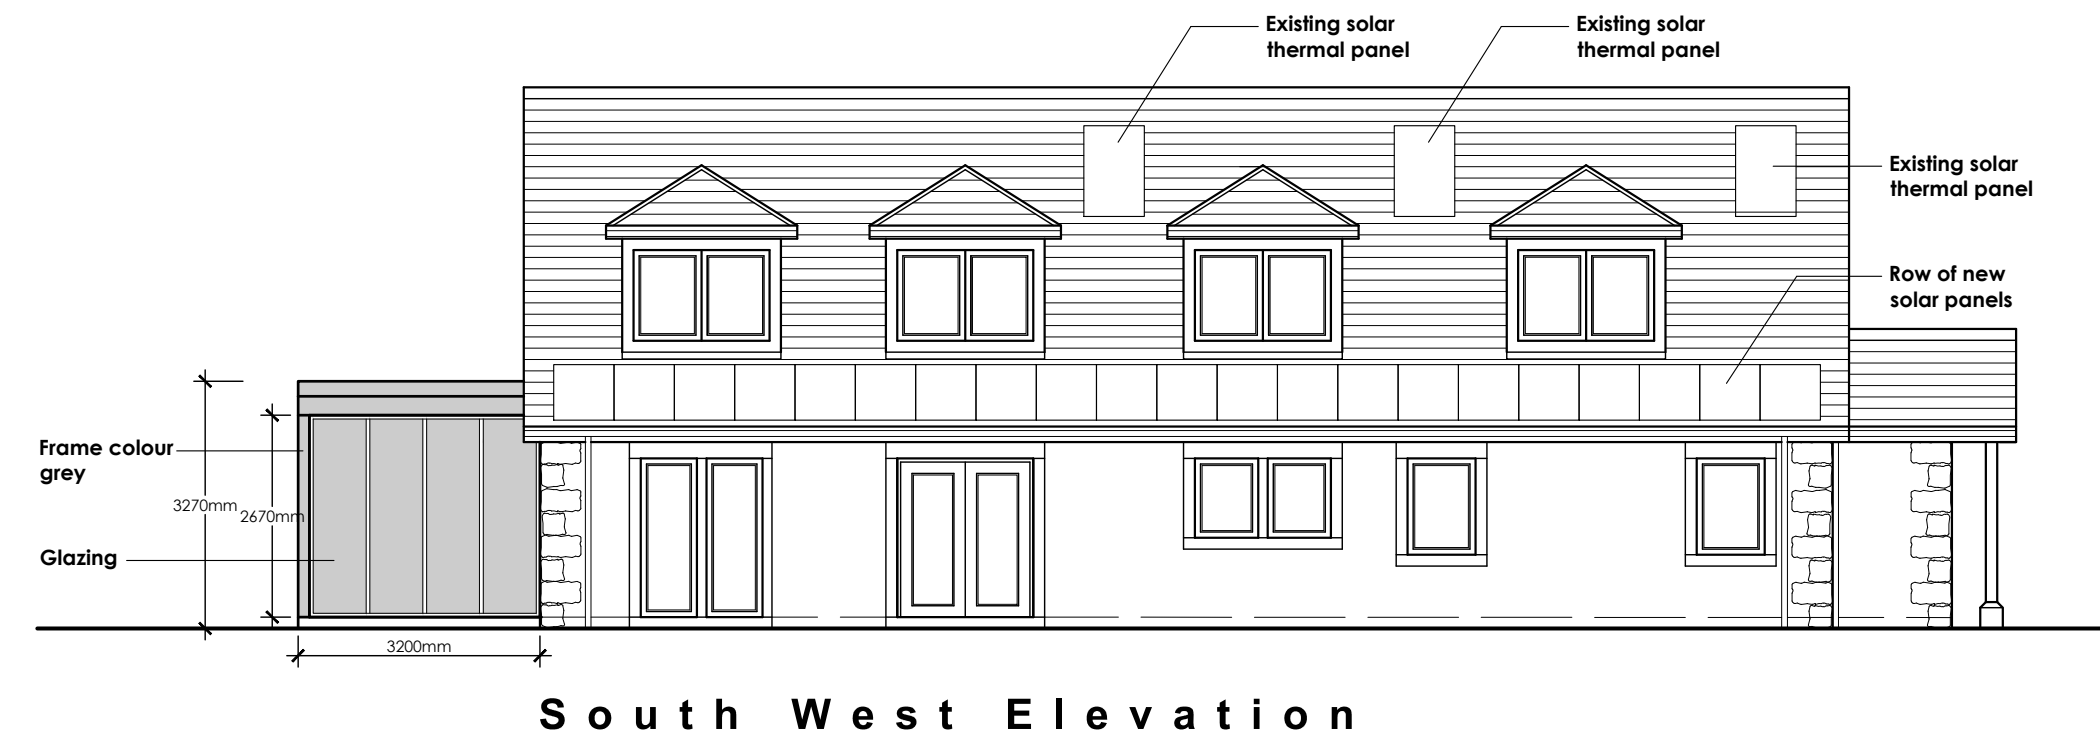 Existing solar
thermal panel
Existing solar
thermal panel
Existing solar
thermal panel
Row of new
solar panels
Frame colour
grey
3270mm
2670mm
Glazing
3200mm
South West Elevation